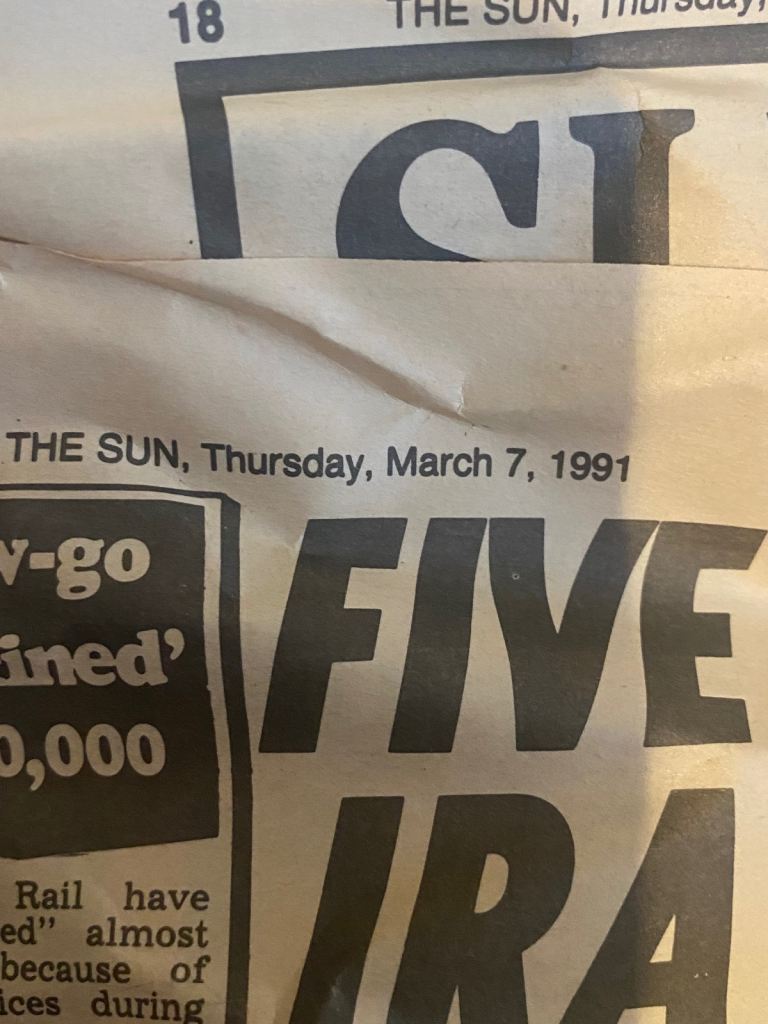 18
THE SUN, Thursday,
THE SUN, Thursday, March 7, 1991
v-go
ined’
0,000
FIVE
IRA
Rail have
ed” almost
because of
ices during